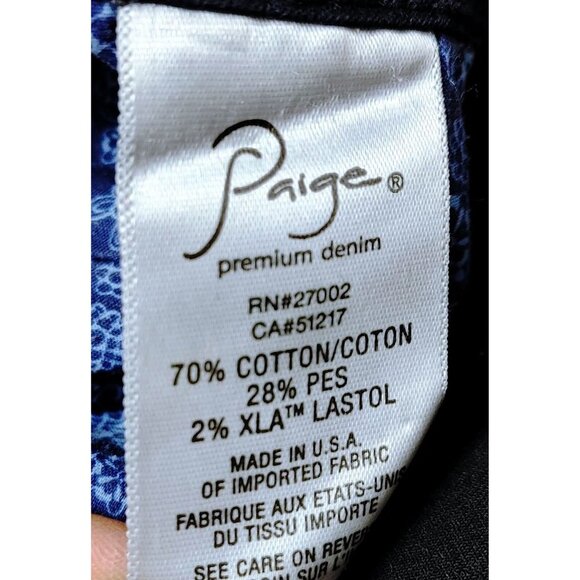 Paige®
premium denim
RN#27002
CA#51217
70% COTTON/COTON
28% PES
2% XLA™ LASTOL
MADE IN U.S.A.
OF IMPORTED FABRIC
FABRIQUE AUX ETATS-UNIS
DU TISSU IMPORTE
SEE CARE ON
SUR